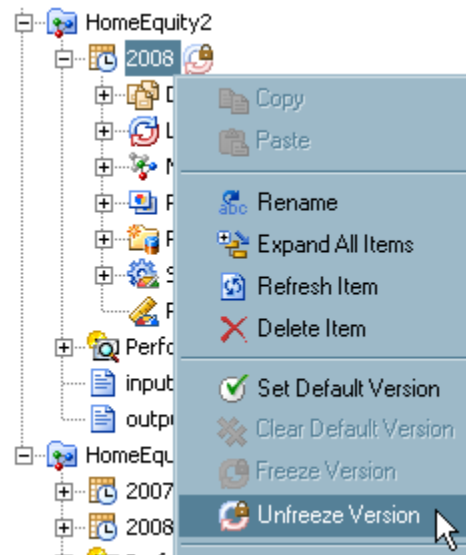 HomeEquity2
2008
Copy
Paste
Rename
Expand All Items
Refresh Item
Delete Item
Perfo
input
Set Default Version
outp
Clear Default Version
HomeEqu
Freeze Version
2007
Unfreeze Version
2008